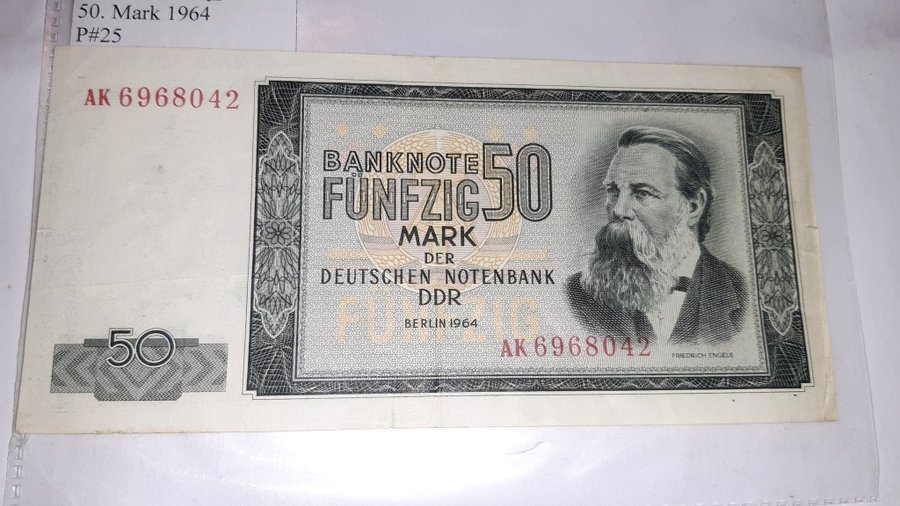 50. Mark 1964
P#25
AK 6968042
BANKNOTE
FÜNFZIG 50
MARK
DER
DEUTSCHEN NOTENBANK
DDR
FÜNFZIG
BERLIN 1964
AK 6968042
FRIEDRICH ENGELS
50